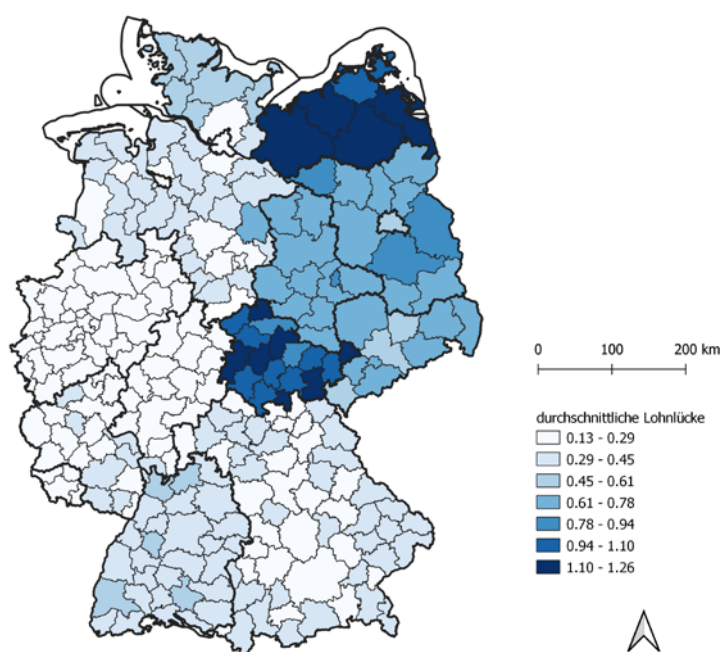 0 100 200 km
durchschnittliche Lohnlücke
0.13 - 0.29
0.29 - 0.45
0.45 - 0.61
0.61 - 0.78
0.78 - 0.94
0.94 - 1.10
1.10 - 1.26